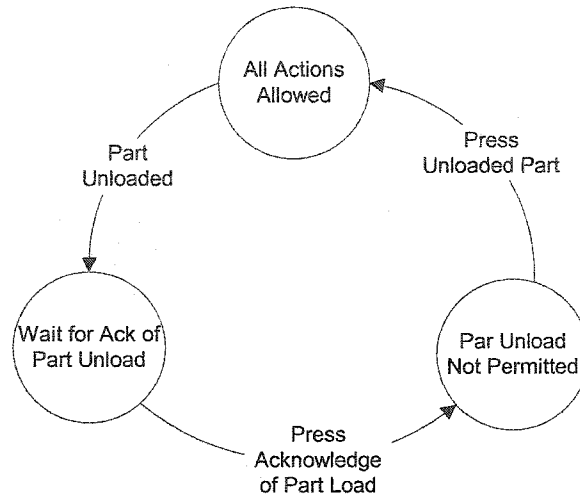 All Actions
Allowed
Part
Unloaded
Press
Unloaded Part
Wait for Ack of
Part Unload
Par Unload
Not Permitted
Press
Acknowledge
of Part Load